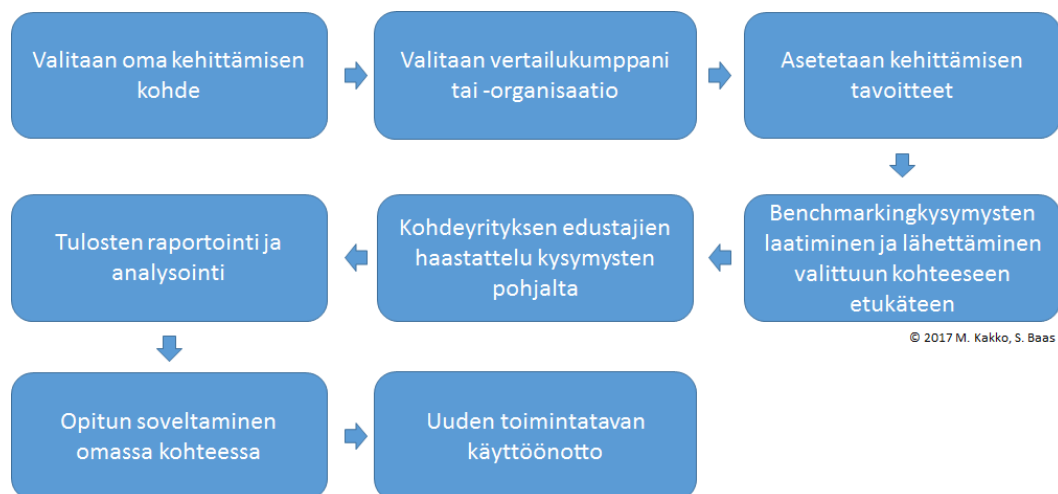 Valitaan oma kehittämisen
kohde
Valitaan vertailukumppani
tai -organisaatio
Asetetaan kehittämisen
tavoitteet
Benchmarkingkysymysten
laatiminen ja lähettäminen
valittuun kohteeseen
etukäteen
Kohdeyrityksen edustajien
haastattelu kysymysten
pohjalta
Tulosten raportointi ja
analysointi
© 2017 M. Kakko, S. Baas
Opitun soveltaminen
omassa kohteessa
Uuden toimintatavan
käyttöönotto